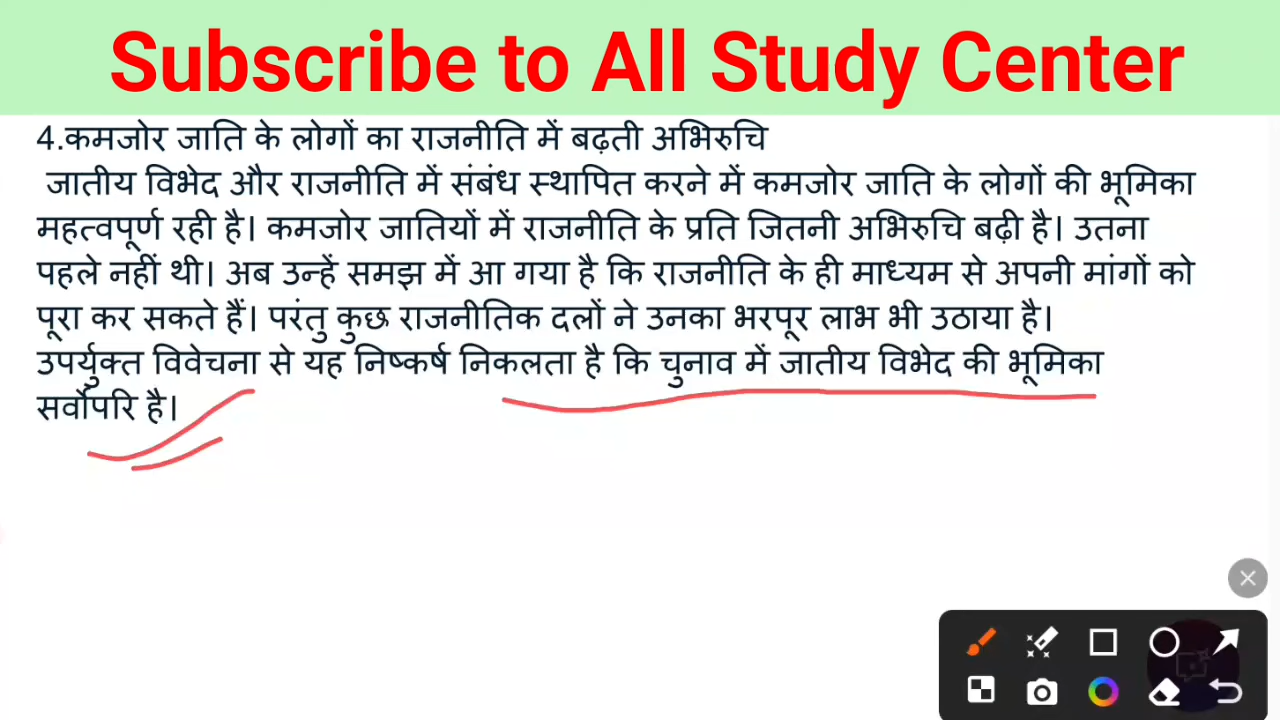 Subscribe to All Study Center
4.कमजोर जाति के लोगों का राजनीति में बढ़ती अभिरुचि
जातीय विभेद और राजनीति में संबंध स्थापित करने में कमजोर जाति के लोगों की भूमिका
महत्वपूर्ण रही है। कमजोर जातियों में राजनीति के प्रति जितनी अभिरुचि बढ़ी है। उतना
पहले नहीं थी। अब उन्हें समझ में आ गया है कि राजनीति के ही माध्यम से अपनी मांगों को
पूरा कर सकते हैं। परंतु कुछ राजनीतिक दलों ने उनका भरपूर लाभ भी उठाया है।
उपर्युक्त विवेचना से यह निष्कर्ष निकलता है कि चुनाव में जातीय विभेद की भूमिका
सर्वोपरि है।